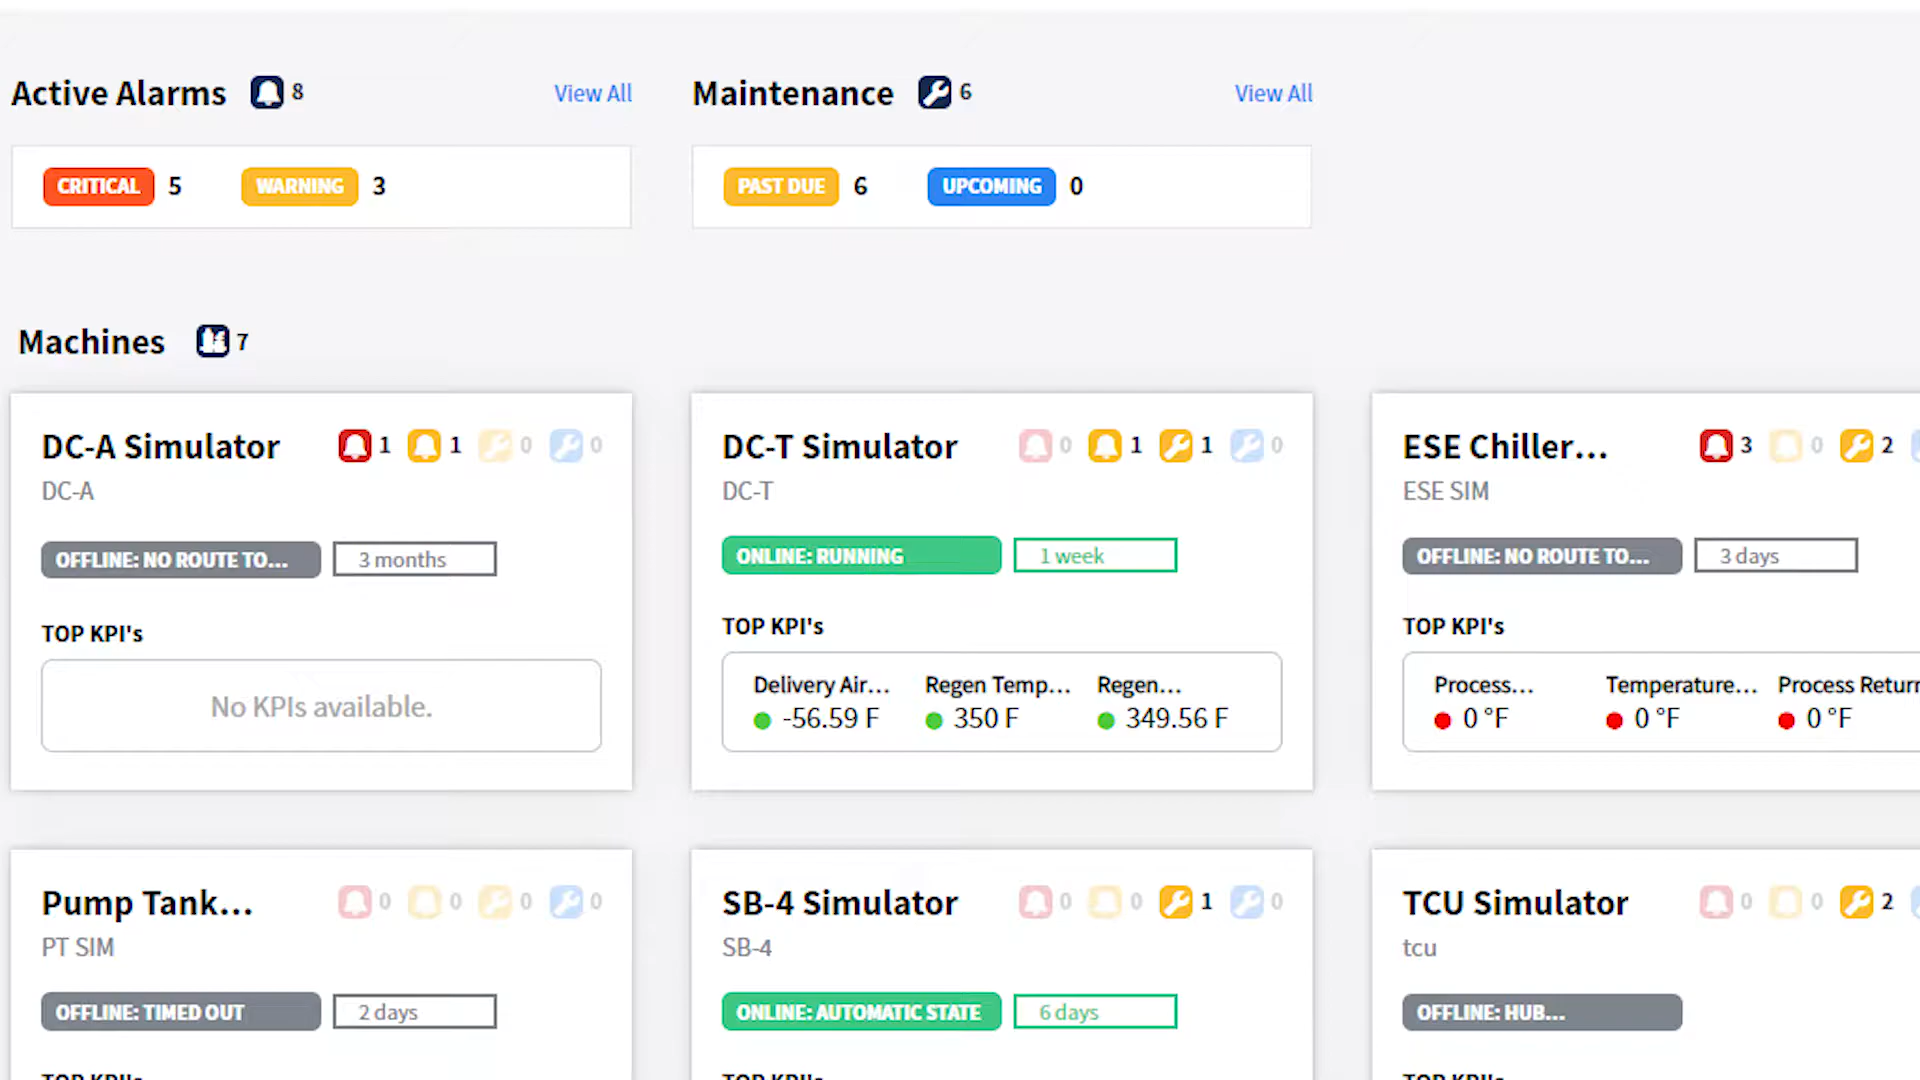 Active Alarms 8 View All
Maintenance 6 View All
CRITICAL 5 WARNING 3
PAST DUE 6 UPCOMING 0
Machines 7
DC-A Simulator 1 1 0 0
DC-A
OFFLINE: NO ROUTE TO... 3 months
TOP KPI's
No KPIs available.
DC-T Simulator 0 1 1 0
DC-T
ONLINE: RUNNING 1 week
TOP KPI's
Delivery Air... Regen Temp... Regen...
-56.59 F 350 F 349.56 F
ESE Chiller... 3 0 2
ESE SIM
OFFLINE: NO ROUTE TO... 3 days
TOP KPI's
Process... Temperature... Process Return
0 °F 0 °F 0 °F
Pump Tank... 0 0 0 0
PT SIM
OFFLINE: TIMED OUT 2 days
TOP KPI's
SB-4 Simulator 0 0 1 0
SB-4
ONLINE: AUTOMATIC STATE 6 days
TOP KPI's
TCU Simulator 0 0 2
tcu
OFFLINE: HUB...
TOP KPI's